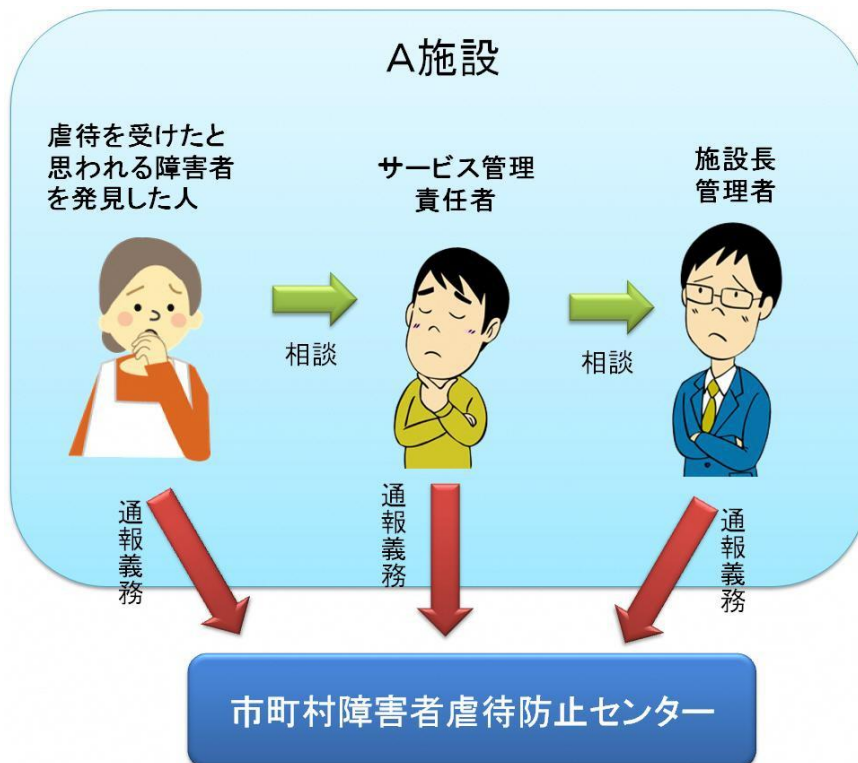 A施設
虐待を受けたと
思われる障害者
を発見した人
サービス管理
責任者
施設長
管理者
相談
相談
通報義務
通報義務
通報義務
市町村障害者虐待防止センター